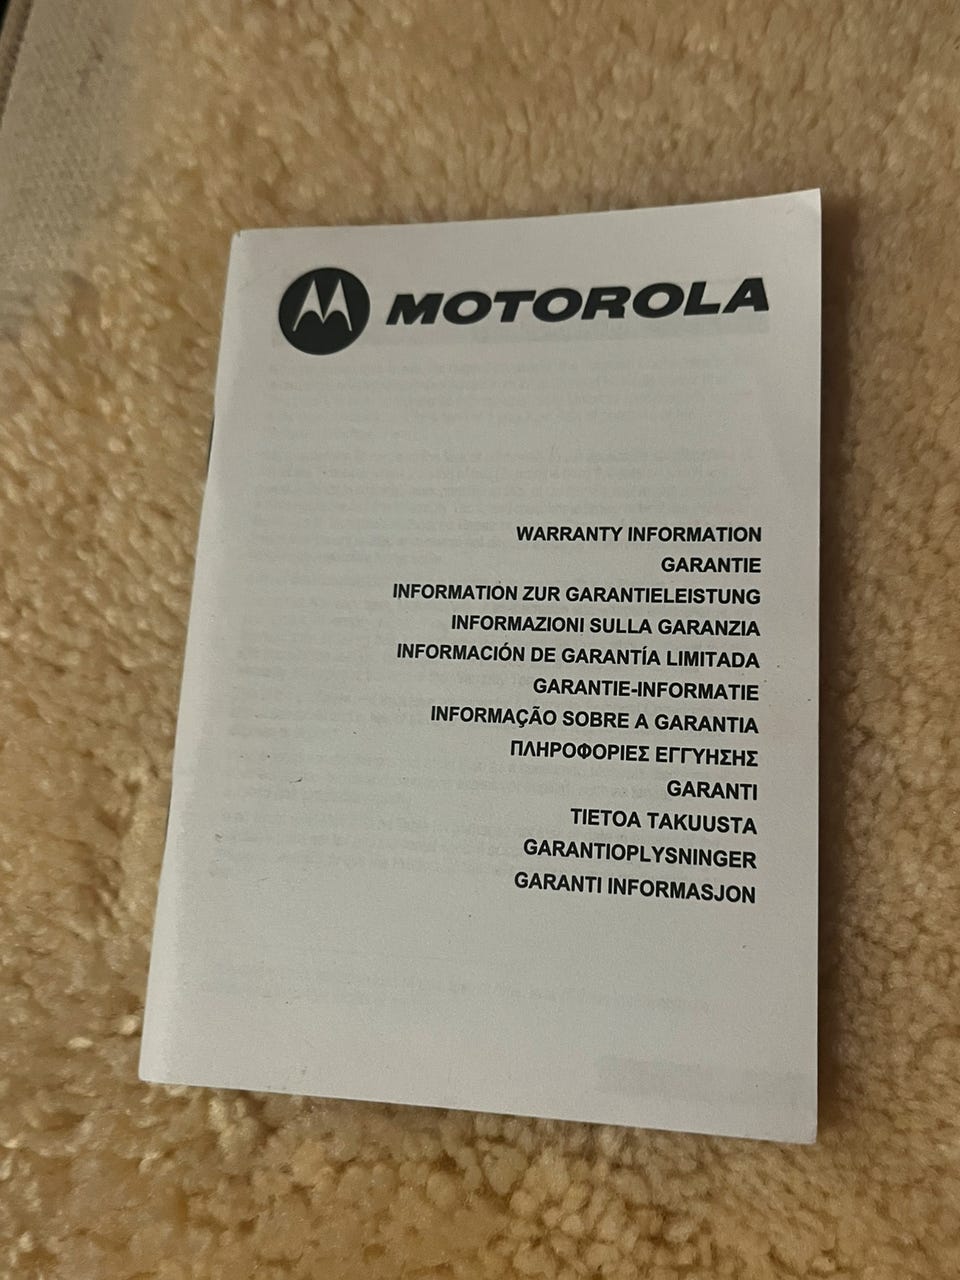 MOTOROLA
WARRANTY INFORMATION
GARANTIE
INFORMATION ZUR GARANTIELEISTUNG
INFORMAZIONI SULLA GARANZIA
INFORMACIÓN DE GARANTÍA LIMITADA
GARANTIE-INFORMATIE
INFORMAÇÃO SOBRE A GARANTIA
ΠΛΗΡΟΦΟΡΙΕΣ ΕΓΓΥΗΣΗΣ
GARANTI
TIETOA TAKUUSTA
GARANTIOPLYSNINGER
GARANTI INFORMASJON